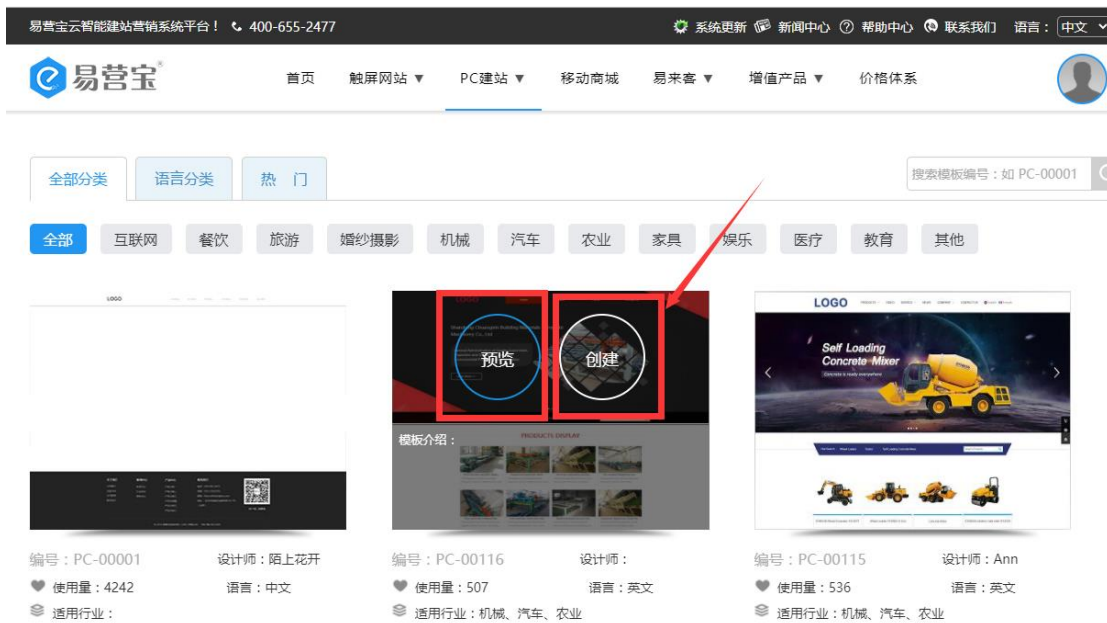 易营宝云智能建站营销系统平台！ 400-655-2477 系统更新 新闻中心 帮助中心 联系我们 语言： 中文
易营宝® 首页 触屏网站 ▼ PC建站 ▼ 移动商城 易来客 ▼ 增值产品 ▼ 价格体系
全部分类 语言分类 热 门 搜索模板编号：如 PC-00001
全部 互联网 餐饮 旅游 婚纱摄影 机械 汽车 农业 家具 娱乐 医疗 教育 其他
LOGO
LOGO
LOGO
Self Loading
Concrete Mixer
Concrete is ready everywhere
预览 创建
模板介绍：
PRODUCTS DISPLAY
编号：PC-00001 设计师：陌上花开
使用量：4242 语言：中文
适用行业：
编号：PC-00116 设计师：
使用量：507 语言：英文
适用行业：机械、汽车、农业
编号：PC-00115 设计师：Ann
使用量：536 语言：英文
适用行业：机械、汽车、农业